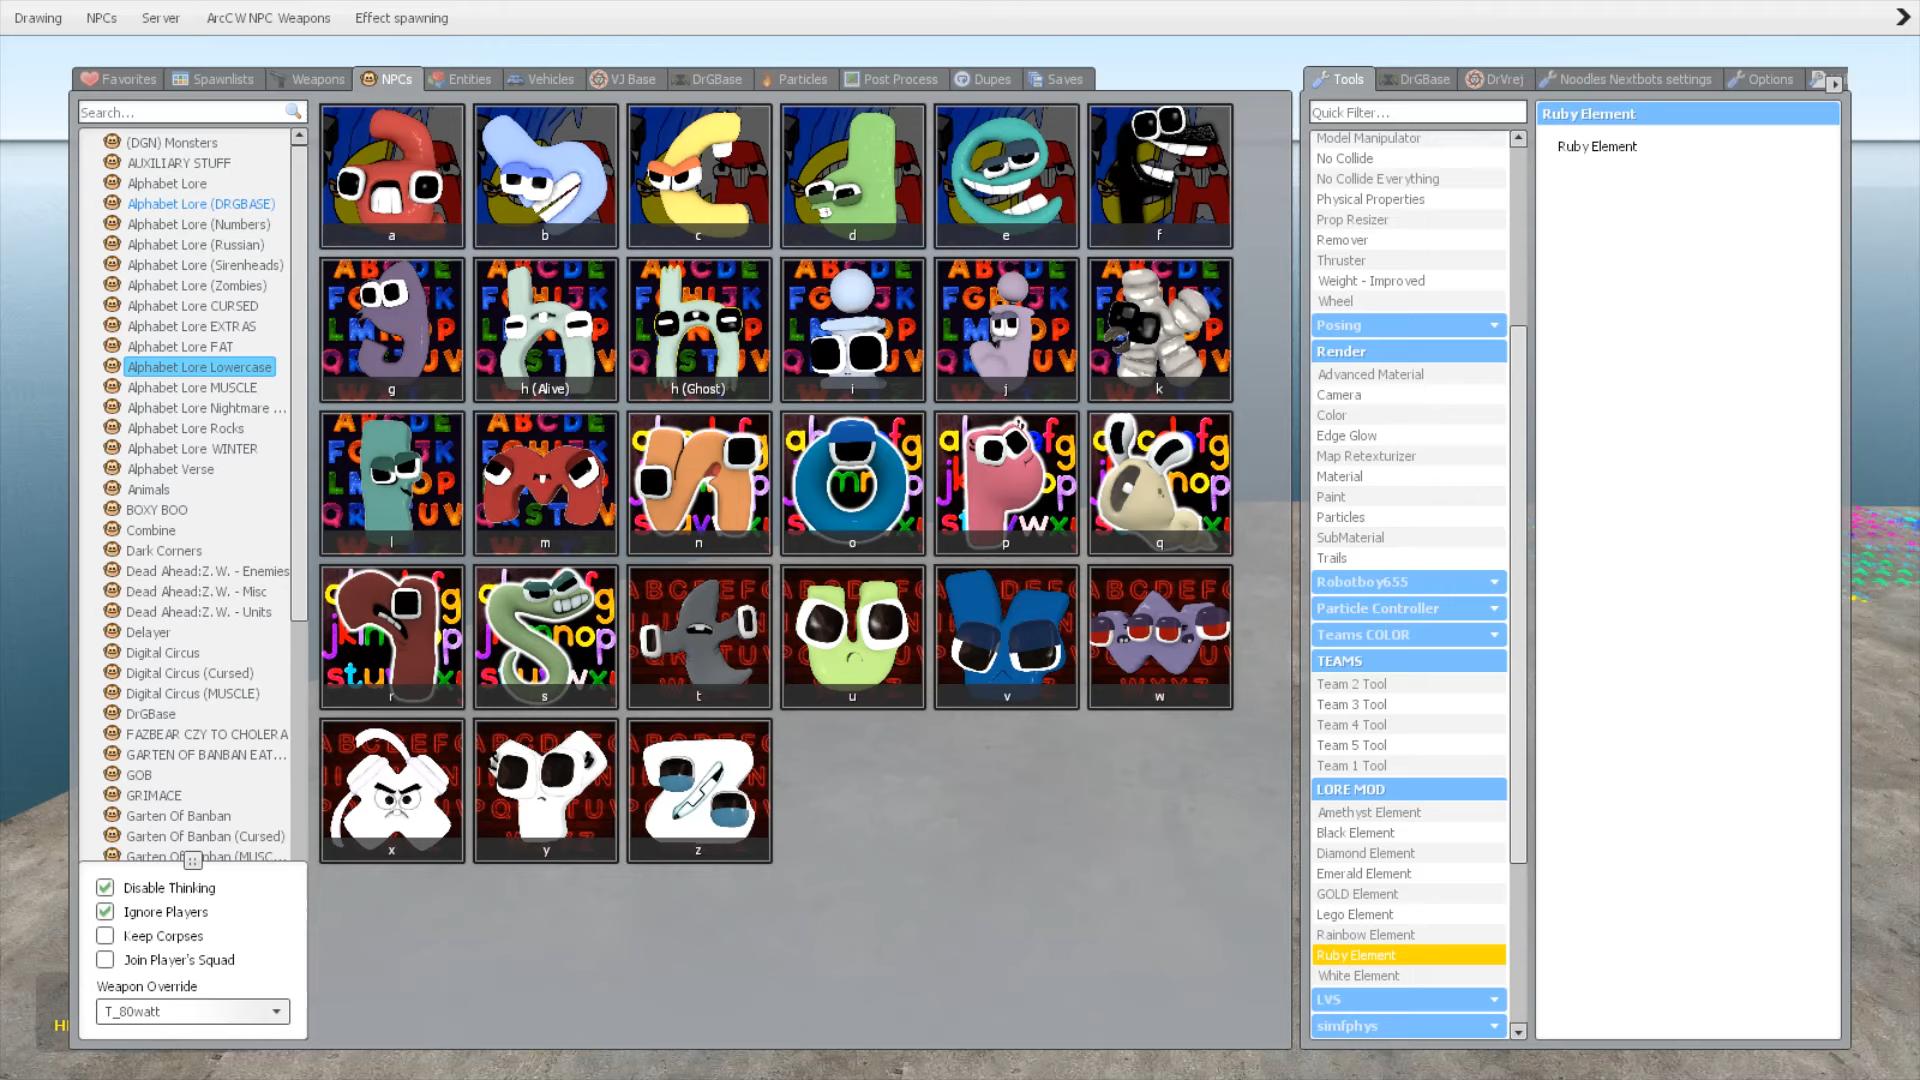 Drawing NPCs Server ArcCW NPC Weapons Effect spawning
Favorites Spawnlists Weapons NPCs Entities Vehicles VJ Base DrGBase Particles Post Process Dupes Saves
Search...
(DGN) Monsters
AUXILIARY STUFF
Alphabet Lore
Alphabet Lore (DRGBASE)
Alphabet Lore (Numbers)
Alphabet Lore (Russian)
Alphabet Lore (Sirenheads)
Alphabet Lore (Zombies)
Alphabet Lore CURSED
Alphabet Lore EXTRAS
Alphabet Lore FAT
Alphabet Lore Lowercase
Alphabet Lore MUSCLE
Alphabet Lore Nightmare ...
Alphabet Lore Rocks
Alphabet Lore WINTER
Alphabet Verse
Animals
BOXY BOO
Combine
Dark Corners
Dead Ahead:Z. W. - Enemies
Dead Ahead:Z. W. - Misc
Dead Ahead:Z. W. - Units
Delayer
Digital Circus
Digital Circus (Cursed)
Digital Circus (MUSCLE)
DrGBase
FAZBEAR CZY TO CHOLERA
GARTEN OF BANBAN EAT...
GOB
GRIMACE
Garten Of Banban
Garten Of Banban (Cursed)
Disable Thinking
Ignore Players
Keep Corpses
Join Player's Squad
Weapon Override
T_80watt
a b c d e f
g h (Alive) h (Ghost) i j k
l m n o p q
r s t u v w
x y z
Tools DrGBase DrVrej Noodles Nextbots settings Options
Quick Filter...
Model Manipulator
No Collide
No Collide Everything
Physical Properties
Prop Resizer
Remover
Thruster
Weight - Improved
Wheel
Posing
Render
Advanced Material
Camera
Color
Edge Glow
Map Retexturizer
Material
Paint
Particles
SubMaterial
Trails
Robotboy655
Particle Controller
Teams COLOR
TEAMS
Team 2 Tool
Team 3 Tool
Team 4 Tool
Team 5 Tool
Team 1 Tool
LORE MOD
Amethyst Element
Black Element
Diamond Element
Emerald Element
GOLD Element
Lego Element
Rainbow Element
Ruby Element
White Element
LVS
simfphys
Ruby Element
Ruby Element